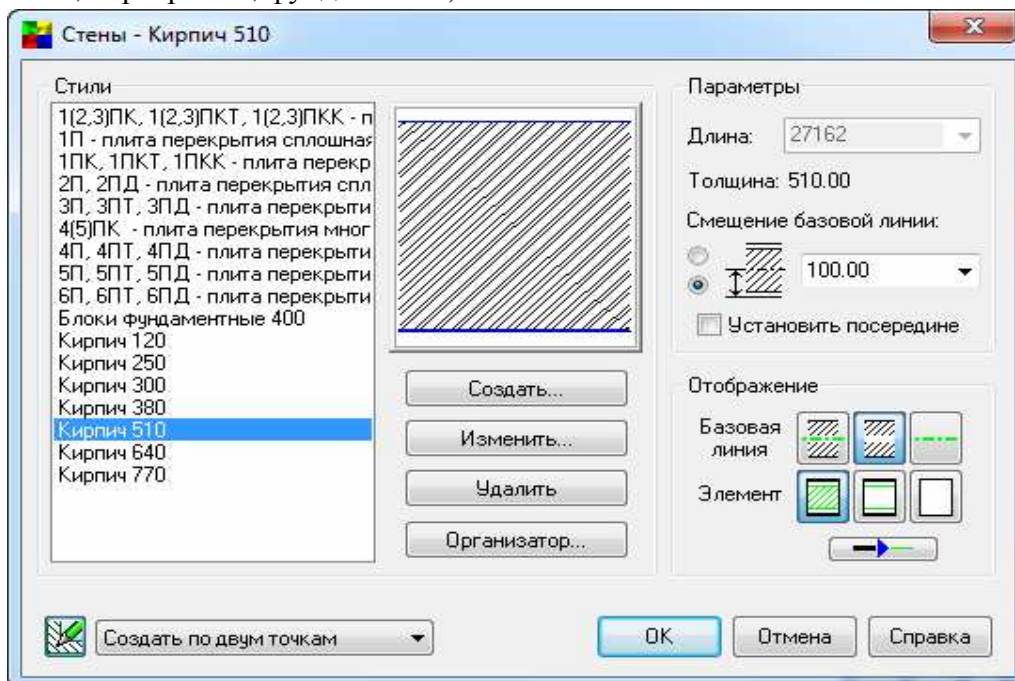 Стены - Кирпич 510
Стили
1(2,3)ПК, 1(2,3)ПКТ, 1(2,3)ПКК - п
1П - плита перекрытия сплошная
1ПК, 1ПКТ, 1ПКК - плита перекр
2П, 2ПД - плита перекрытия спл
3П, 3ПТ, 3ПД - плита перекрыти
4(5)ПК - плита перекрытия мног
4П, 4ПТ, 4ПД - плита перекрыти
5П, 5ПТ, 5ПД - плита перекрыти
6П, 6ПТ, 6ПД - плита перекрыти
Блоки фундаментные 400
Кирпич 120
Кирпич 250
Кирпич 300
Кирпич 380
Кирпич 510
Кирпич 640
Кирпич 770
Создать...
Изменить...
Удалить
Организатор...
Параметры
Длина: 27162
Толщина: 510.00
Смещение базовой линии:
100.00
Установить посередине
Отображение
Базовая
линия
Элемент
Создать по двум точкам
OK Отмена Справка